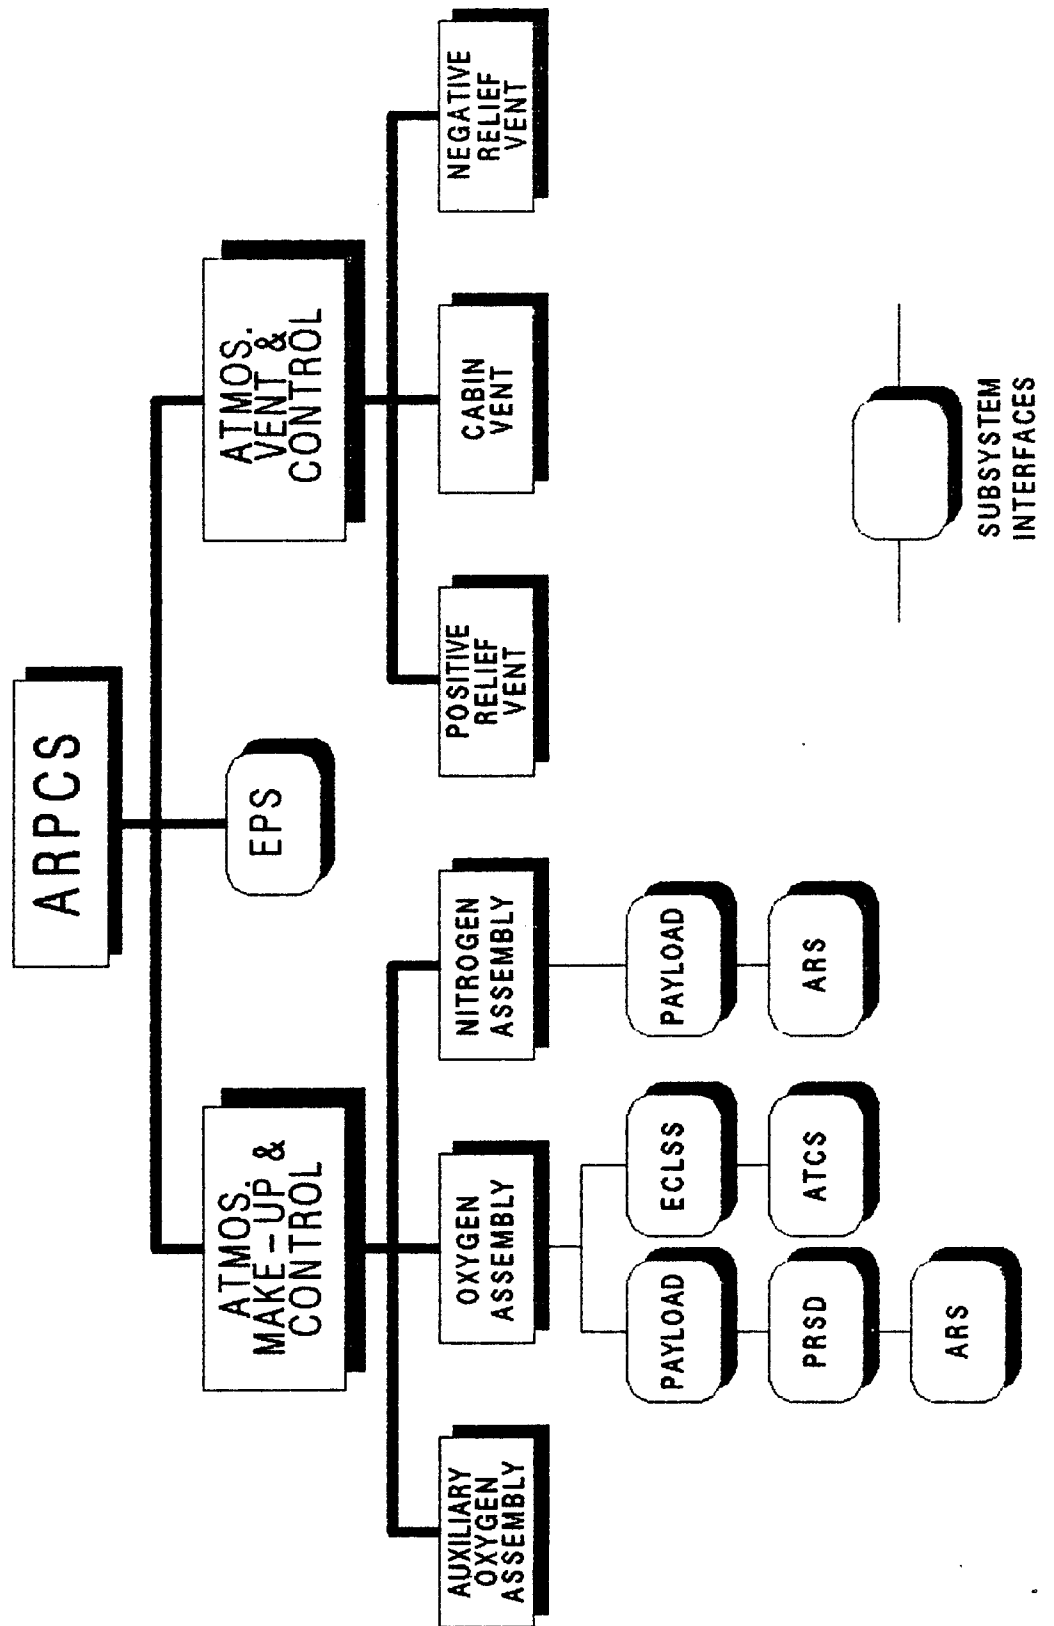 ARPCS
ATMOS.
MAKE-UP &
CONTROL
EPS
ATMOS.
VENT &
CONTROL
AUXILIARY
OXYGEN
ASSEMBLY
OXYGEN
ASSEMBLY
NITROGEN
ASSEMBLY
POSITIVE
RELIEF
VENT
CABIN
VENT
NEGATIVE
RELIEF
VENT
PAYLOAD
ECLSS
PAYLOAD
PRSD
ATCS
ARS
ARS
SUBSYSTEM
INTERFACES